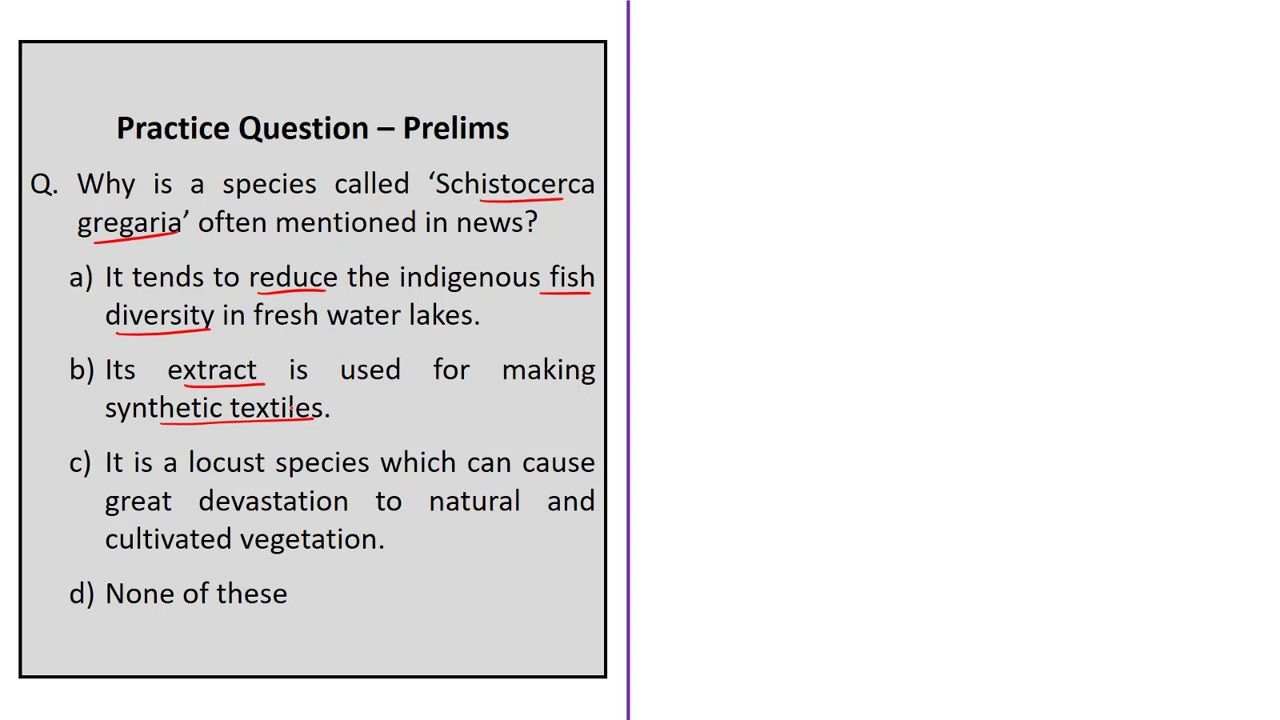 Practice Question – Prelims
Q. Why is a species called ‘Schistocerca
gregaria’ often mentioned in news?
a) It tends to reduce the indigenous fish
diversity in fresh water lakes.
b) Its extract is used for making
synthetic textiles.
c) It is a locust species which can cause
great devastation to natural and
cultivated vegetation.
d) None of these